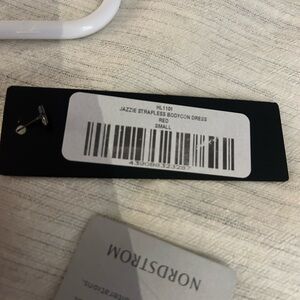 HL1101
JAZZIE STRAPLESS BODYCON DRESS
RED
SMALL
NORDSTROM